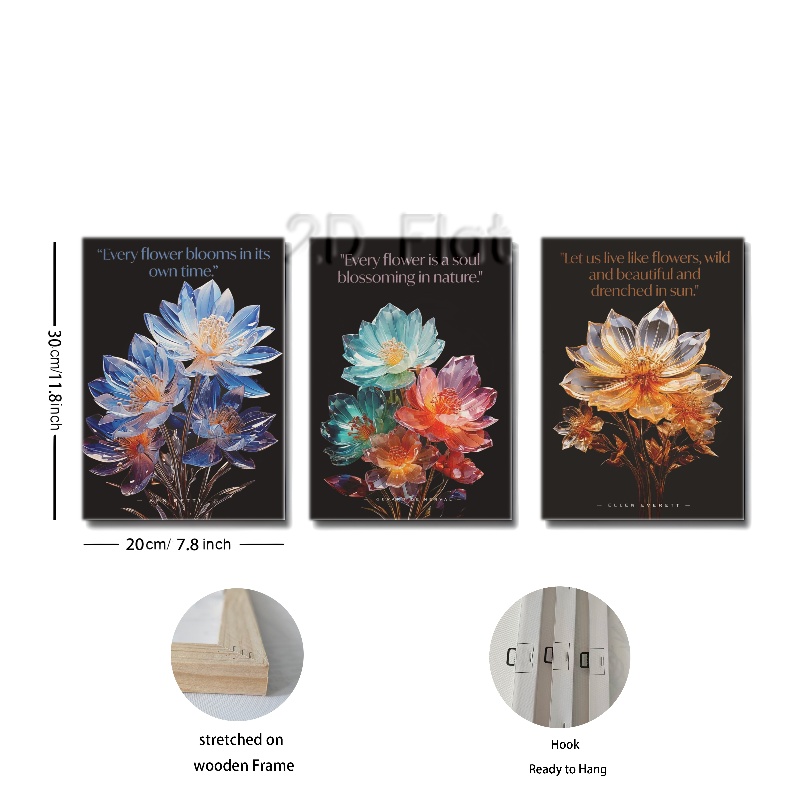 2D Flat
"Every flower blooms in its
own time."
"Every flower is a soul
blossoming in nature."
"Let us live like flowers, wild
and beautiful and
drenched in sun."
— ELLEN EVERETT —
30cm/11.8inch
20cm/ 7.8 inch
stretched on
wooden Frame
Hook
Ready to Hang